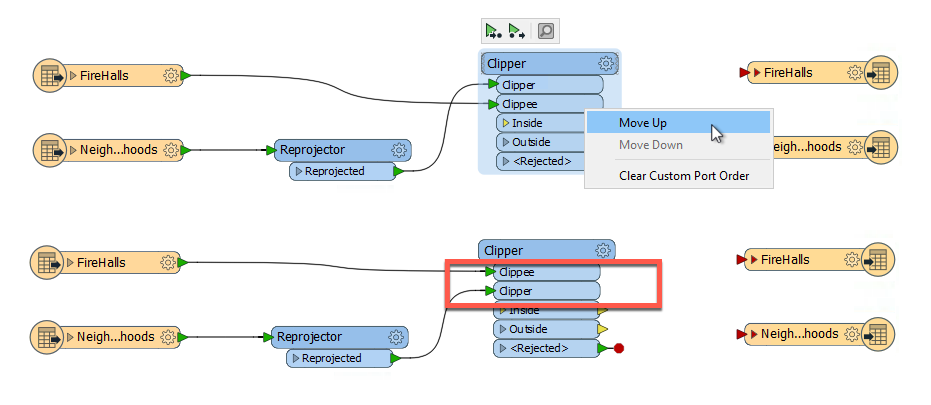 Clipper
FireHalls
Clipper
FireHalls
Clippee
Inside
Move Up
Neigh...hoods
Reprojector
Outside
Move Down
eigh...hoods
Reprojected
<Rejected>
Clear Custom Port Order
Clipper
FireHalls
Clippee
FireHalls
Clipper
Inside
Neigh...hoods
Reprojector
Outside
Neigh...hoods
Reprojected
<Rejected>